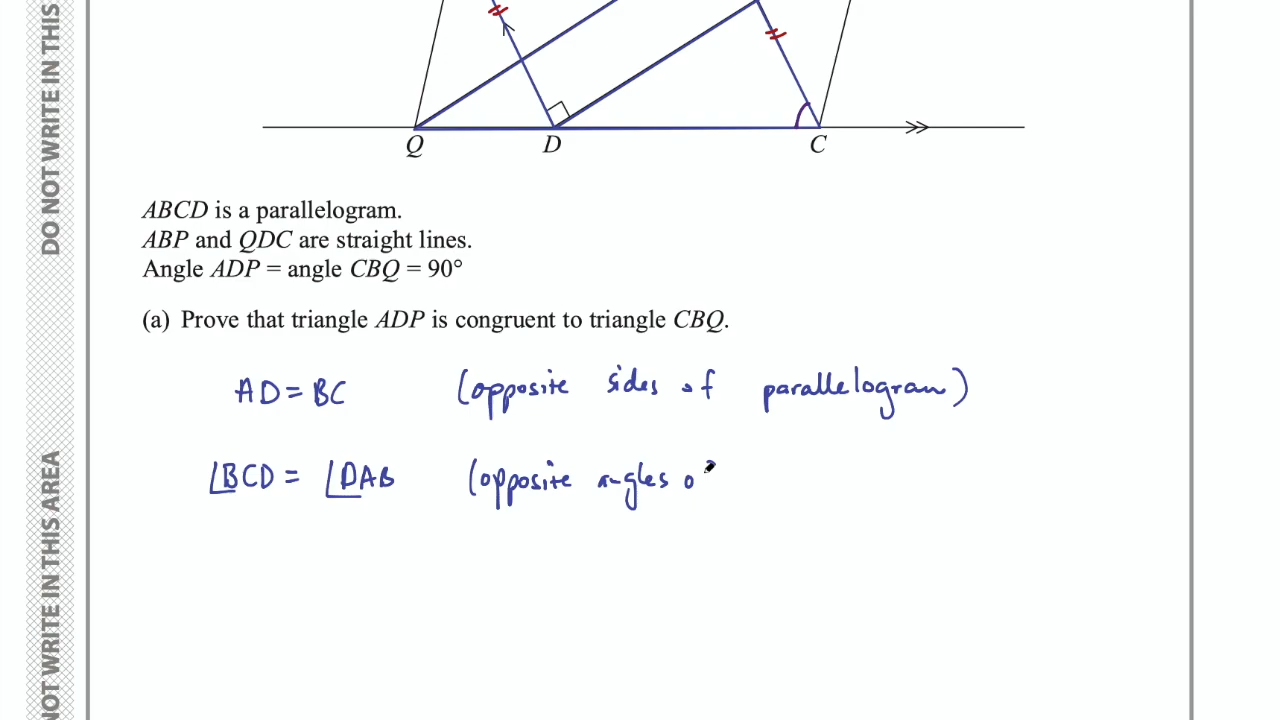 DO NOT WRITE IN THIS
Q
D
C
ABCD is a parallelogram.
ABP and QDC are straight lines.
Angle ADP = angle CBQ = 90°
(a) Prove that triangle ADP is congruent to triangle CBQ.
AD = BC (opposite sides of parallelogram)
∠BCD = ∠DAB (opposite angles o
NOT WRITE IN THIS AREA